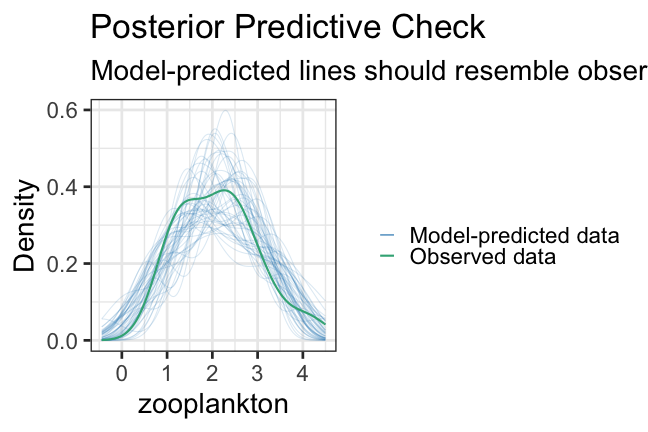 Posterior Predictive Check
Model-predicted lines should resemble obser
0.6
0.4
0.2
0.0
Density
0 1 2 3 4
zooplankton
Model-predicted data
Observed data